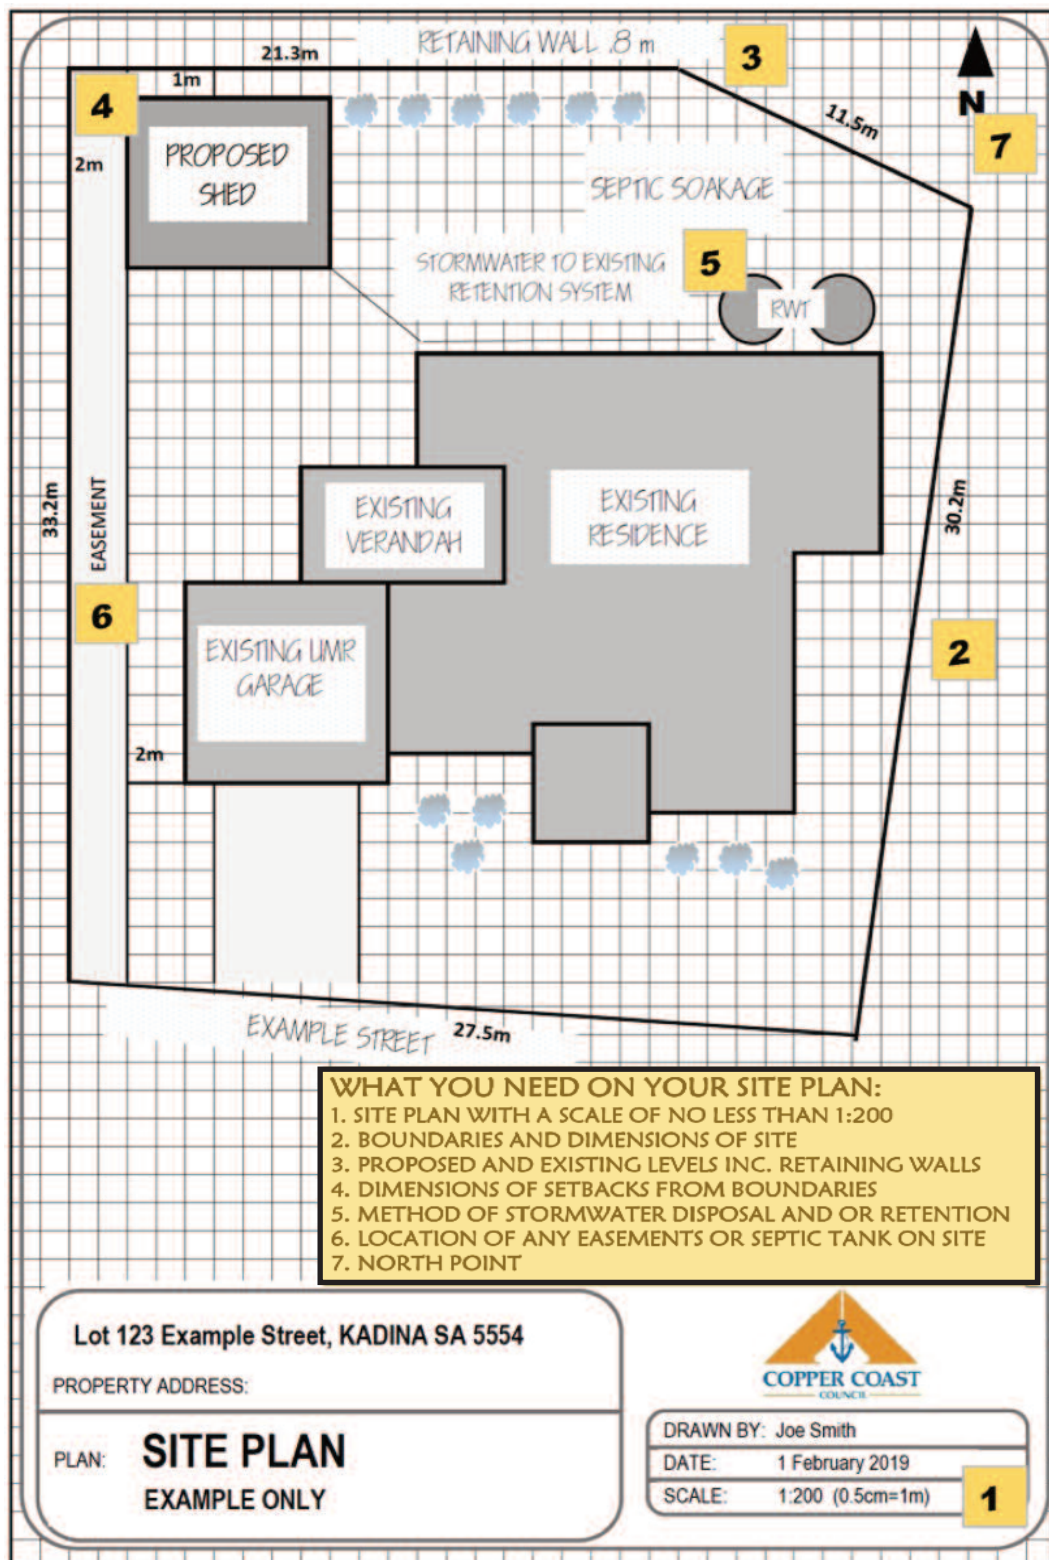 RETAINING WALL .8 m
21.3m
3
1m
4
N
11.5m
7
2m
PROPOSED
SHED
SEPTIC SOAKAGE
STORMWATER TO EXISTING
RETENTION SYSTEM
5
RWT
33.2m
EASEMENT
EXISTING
VERANDAH
EXISTING
RESIDENCE
30.2m
6
EXISTING UMR
GARAGE
2
2m
EXAMPLE STREET
27.5m
WHAT YOU NEED ON YOUR SITE PLAN:
1. SITE PLAN WITH A SCALE OF NO LESS THAN 1:200
2. BOUNDARIES AND DIMENSIONS OF SITE
3. PROPOSED AND EXISTING LEVELS INC. RETAINING WALLS
4. DIMENSIONS OF SETBACKS FROM BOUNDARIES
5. METHOD OF STORMWATER DISPOSAL AND OR RETENTION
6. LOCATION OF ANY EASEMENTS OR SEPTIC TANK ON SITE
7. NORTH POINT
Lot 123 Example Street, KADINA SA 5554
PROPERTY ADDRESS:
PLAN: SITE PLAN
EXAMPLE ONLY
COPPER COAST
COUNCIL
DRAWN BY: Joe Smith
DATE: 1 February 2019
SCALE: 1:200 (0.5cm=1m)
1